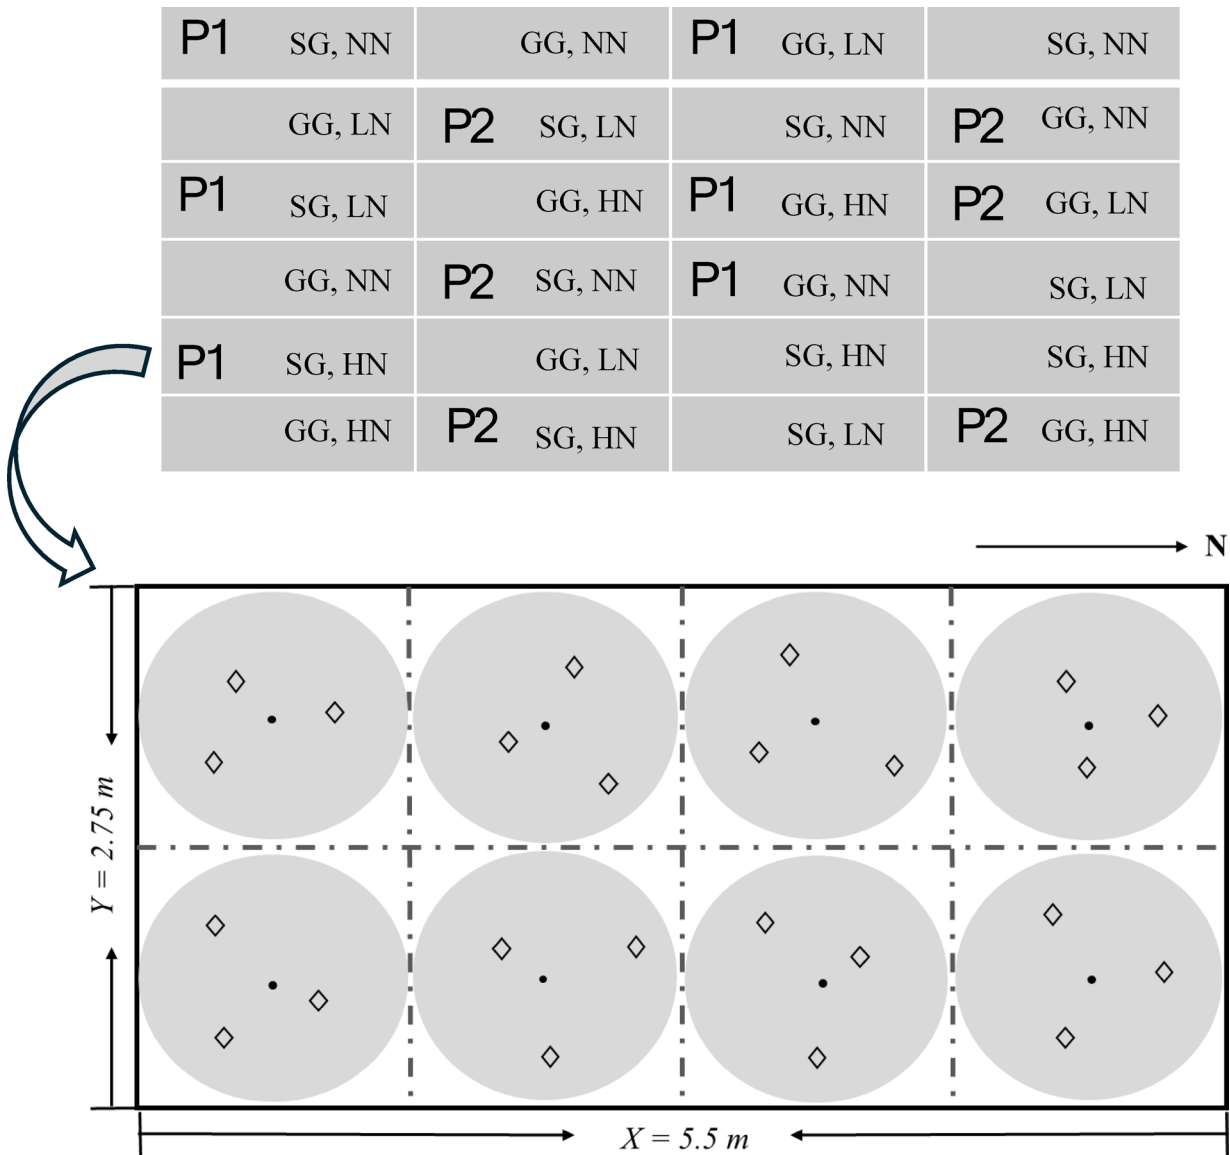 P1 SG, NN GG, NN P1 GG, LN SG, NN
GG, LN P2 SG, LN SG, NN P2 GG, NN
P1 SG, LN GG, HN P1 GG, HN P2 GG, LN
GG, NN P2 SG, NN P1 GG, NN SG, LN
P1 SG, HN GG, LN SG, HN SG, HN
GG, HN P2 SG, HN SG, LN P2 GG, HN
N
Y = 2.75 m
X = 5.5 m